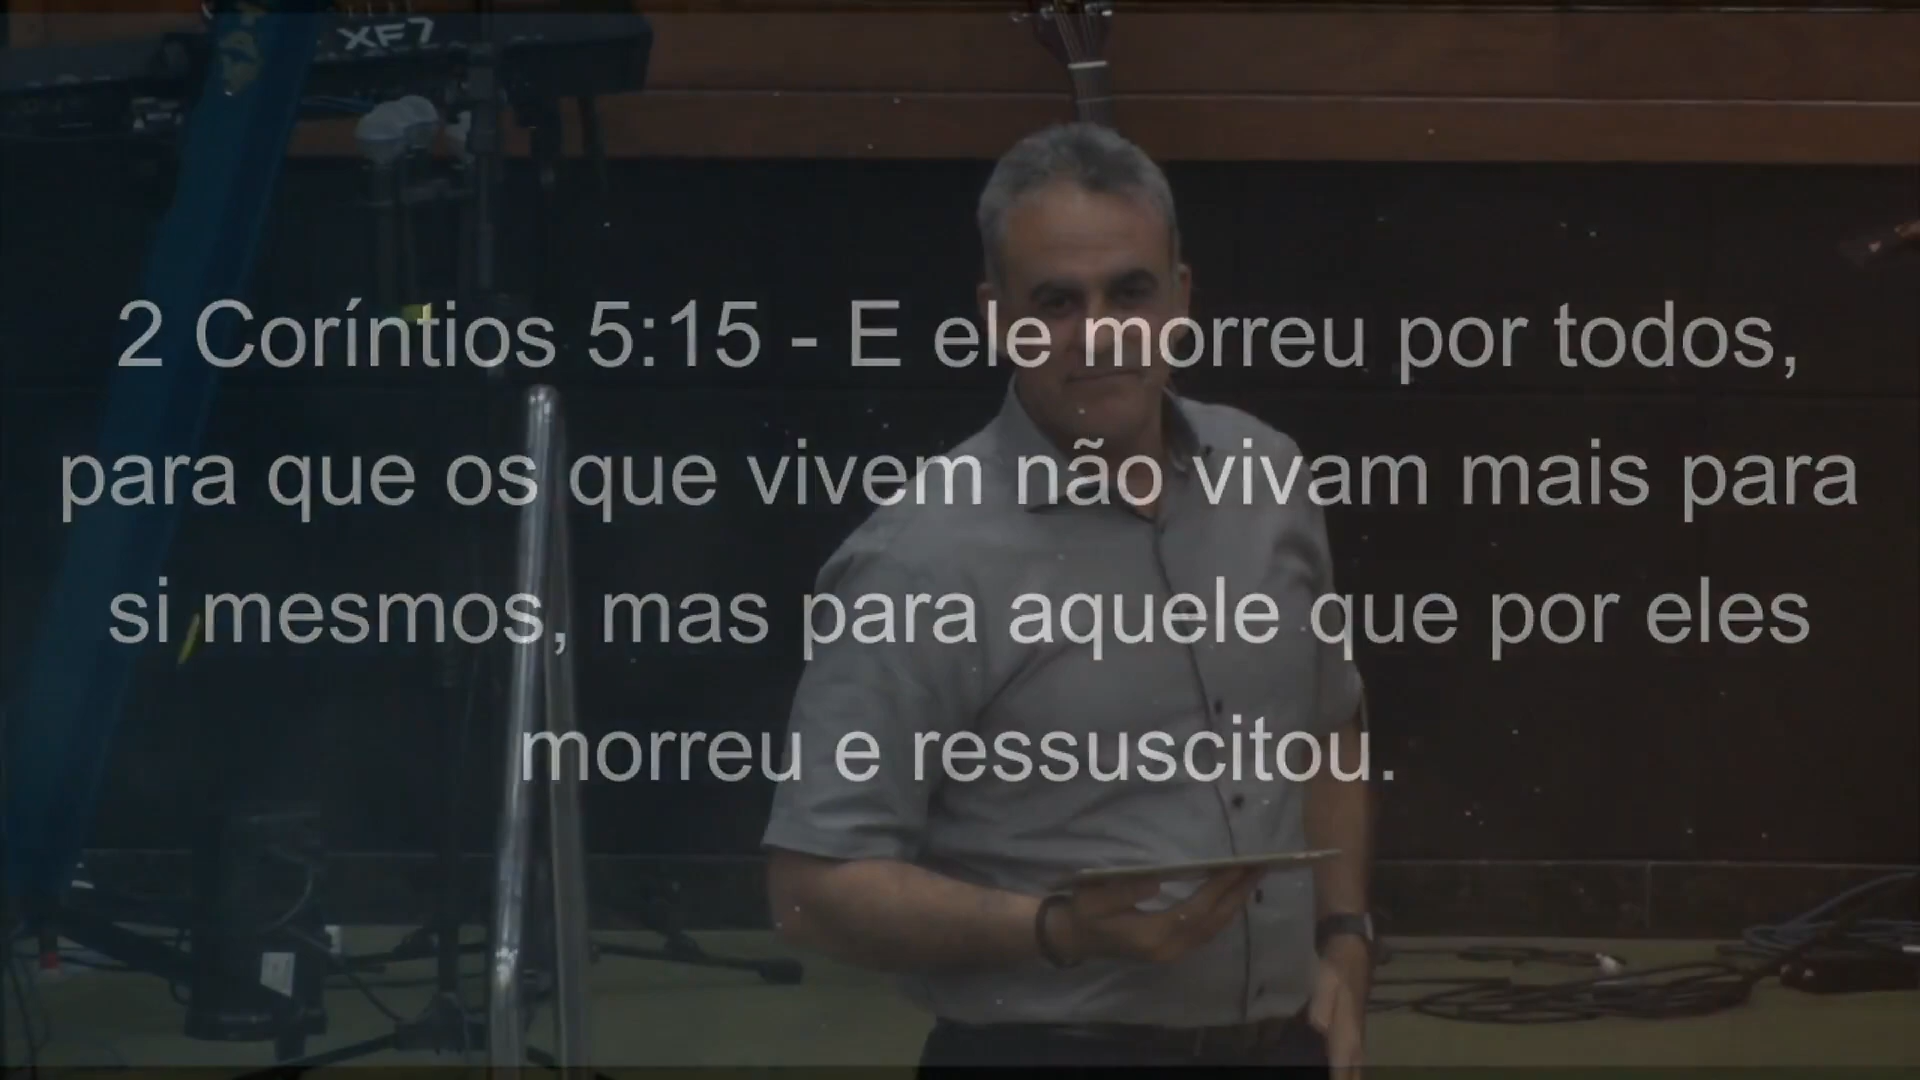 XF7
2 Coríntios 5:15 - E ele morreu por todos,
para que os que vivem não vivam mais para
si mesmos, mas para aquele que por eles
morreu e ressuscitou.